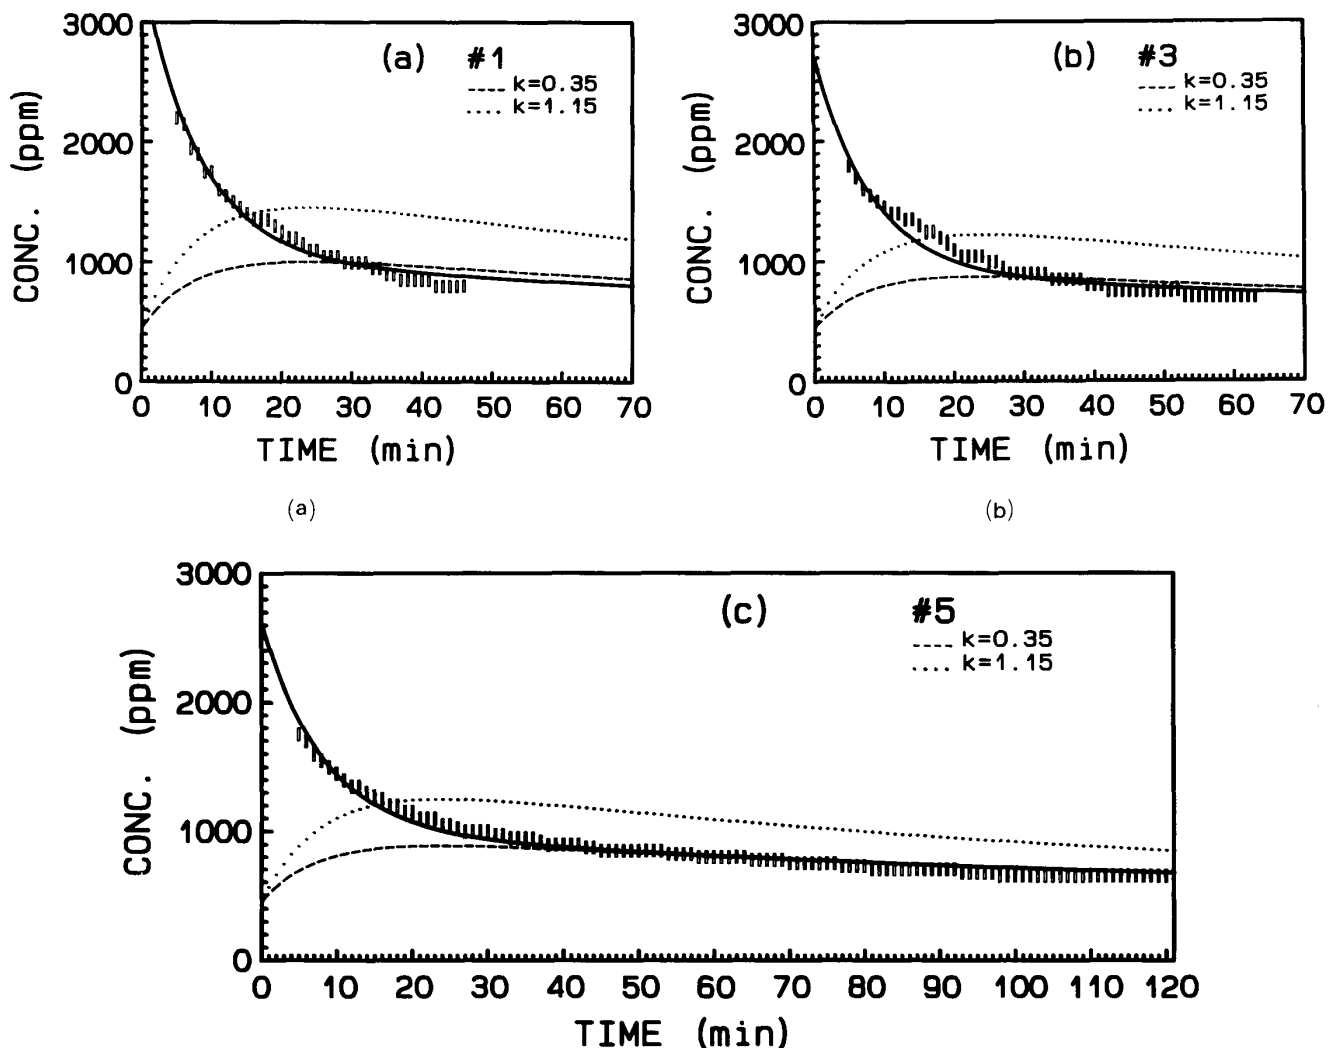 3000
2000
1000
0
CONC. (ppm)
(a) #1
k=0.35
k=1.15
0 10 20 30 40 50 60 70
TIME (min)
(a)
3000
2000
1000
0
CONC. (ppm)
(b) #3
k=0.35
k=1.15
0 10 20 30 40 50 60 70
TIME (min)
(b)
3000
2000
1000
0
CONC. (ppm)
(c) #5
k=0.35
k=1.15
0 10 20 30 40 50 60 70 80 90 100 110 120
TIME (min)